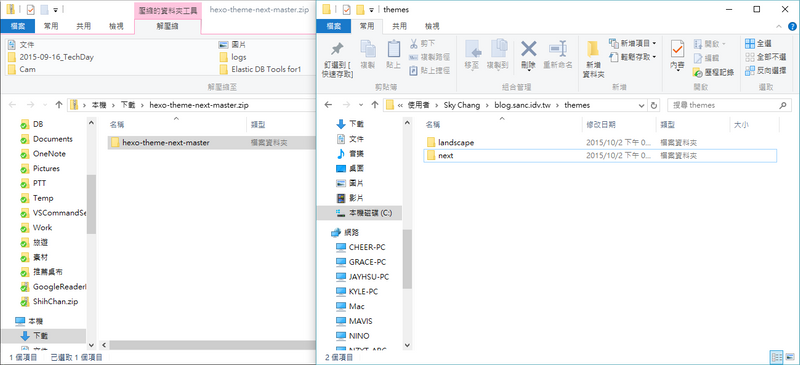 壓縮的資料夾工具
hexo-theme-next-master.zip
檔案
常用
共用
檢視
解壓縮
文件
2015-09-16_TechDay
Cam
圖片
logs
Elastic DB Tools for1
解壓縮至
本機 > 下載 > hexo-theme-next-master.zip
名稱
類型
hexo-theme-next-master
檔案資料夾
DB
Documents
OneNote
Pictures
PTT
Temp
VSCommandSe
Work
旅遊
素材
推薦桌布
GoogleReaderI
ShihChan.zip
本機
下載
文件
1 個項目
已選取 1 個項目
themes
檔案
常用
共用
檢視
釘選到 [
快速存取]
複製
貼上
剪下
複製路徑
貼上捷徑
剪貼簿
移至
複製到
刪除
重新命名
組合管理
新增
資料夾
新增項目
輕鬆存取
新增
內容
開啟
編輯
歷程記錄
開啟
全選
全部不選
反向選擇
選取
« 使用者 > Sky Chang > blog.sanc.idv.tw > themes
搜尋 themes
名稱
修改日期
類型
大小
landscape
2015/10/2 下午 0...
檔案資料夾
next
2015/10/2 下午 0...
檔案資料夾
下載
文件
音樂
桌面
圖片
影片
本機磁碟 (C:)
網路
CHEER-PC
GRACE-PC
JAYHSU-PC
KYLE-PC
Mac
MAVIS
NINO
2 個項目